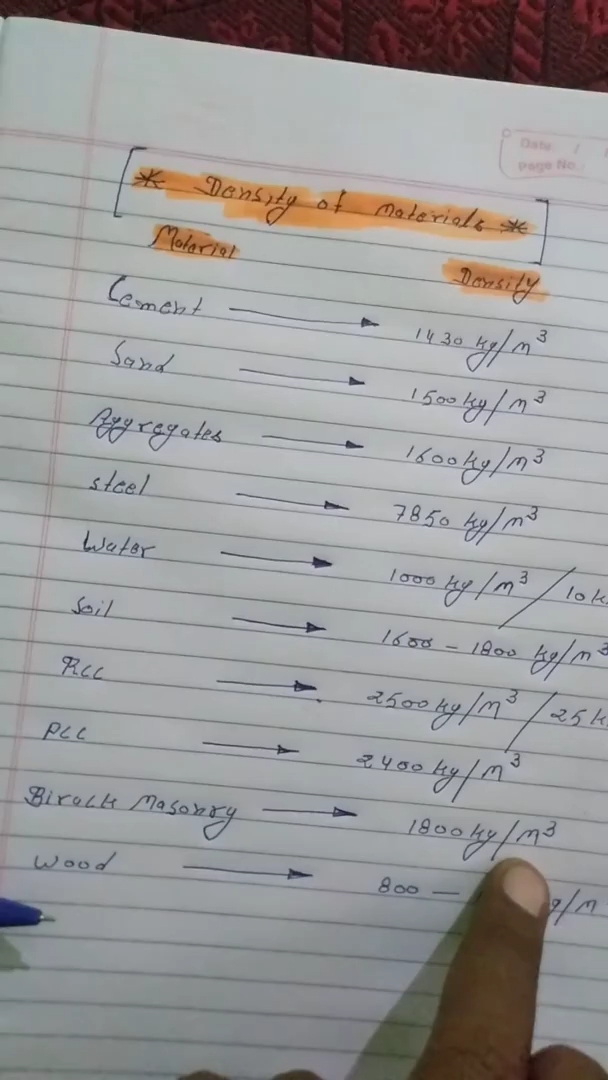 Date: /
Page No.:
* Density of materials *
Material Density
Cement → 1430 kg/m³
Sand → 1500 kg/m³
Aggregates → 1600 kg/m³
steel → 7850 kg/m³
Water → 1000 kg/m³ / 10 k
Soil → 1600 - 1800 kg/m³
RCC → 2500 kg/m³ / 25 k
PCC → 2400 kg/m³
Masonry → 1800 kg/m³
Wood → 800 - g/m